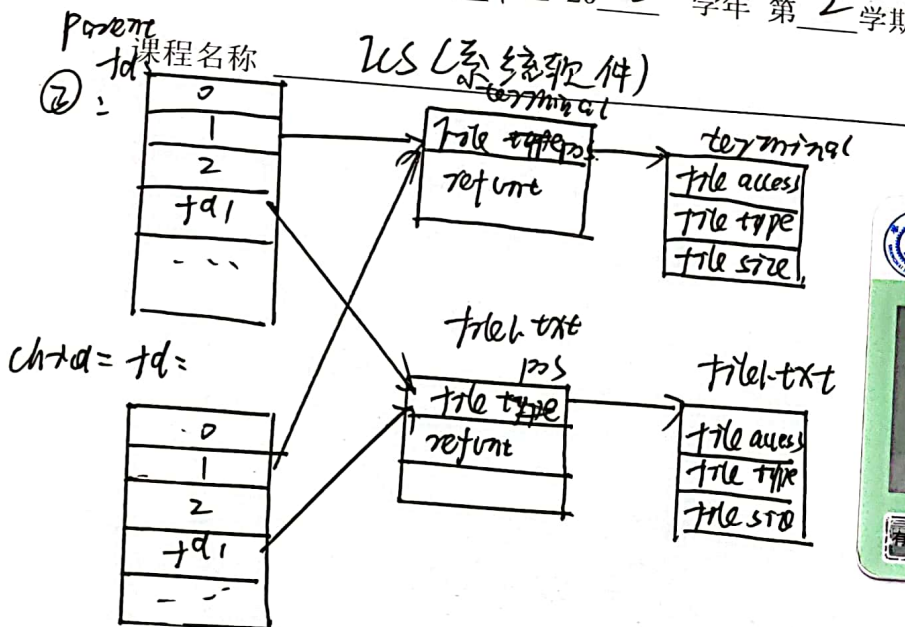 20___ 学年 第 2 学期
课程名称 ICS (系统软件)
Parent
fd:
②
0
1
2
fd1
...
terminal
file pos
refcnt
terminal
file access
file type
file size
child = fd =
0
1
2
fd1
...
file1.txt
pos
file type
refcnt
file1.txt
file access
file type
file size